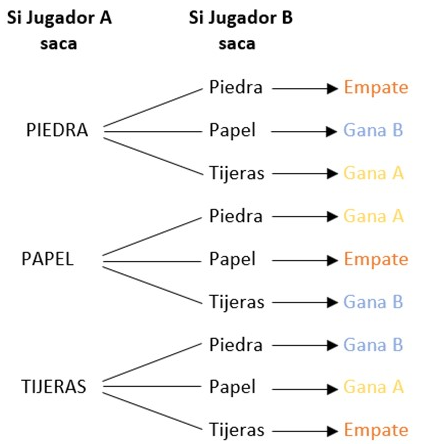 Si Jugador A Si Jugador B
saca saca
Piedra Empate
PIEDRA Papel Gana B
Tijeras Gana A
Piedra Gana A
PAPEL Papel Empate
Tijeras Gana B
Piedra Gana B
TIJERAS Papel Gana A
Tijeras Empate